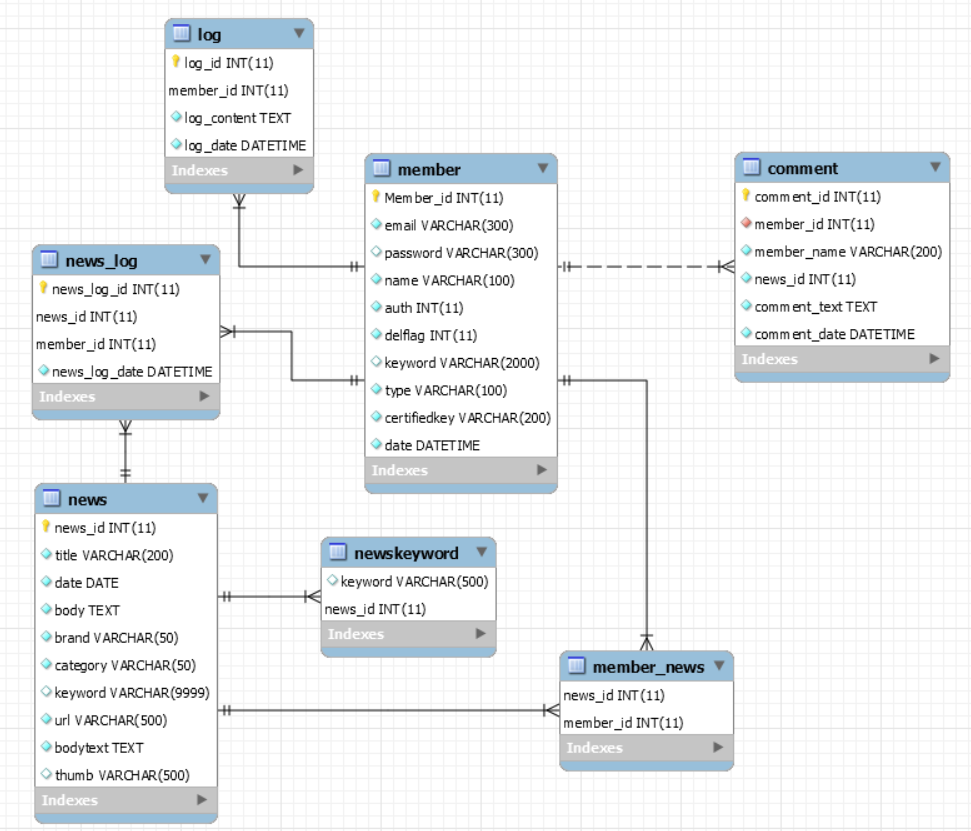 log
log_id INT(11)
member_id INT(11)
log_content TEXT
log_date DATETIME
Indexes
member
Member_id INT(11)
email VARCHAR(300)
password VARCHAR(300)
name VARCHAR(100)
auth INT(11)
delflag INT(11)
keyword VARCHAR(2000)
type VARCHAR(100)
certifiedkey VARCHAR(200)
date DATETIME
Indexes
comment
comment_id INT(11)
member_id INT(11)
member_name VARCHAR(200)
news_id INT(11)
comment_text TEXT
comment_date DATETIME
Indexes
news_log
news_log_id INT(11)
news_id INT(11)
member_id INT(11)
news_log_date DATETIME
Indexes
news
news_id INT(11)
title VARCHAR(200)
date DATE
body TEXT
brand VARCHAR(50)
category VARCHAR(50)
keyword VARCHAR(9999)
url VARCHAR(500)
bodytext TEXT
thumb VARCHAR(500)
Indexes
newskeyword
keyword VARCHAR(500)
news_id INT(11)
Indexes
member_news
news_id INT(11)
member_id INT(11)
Indexes